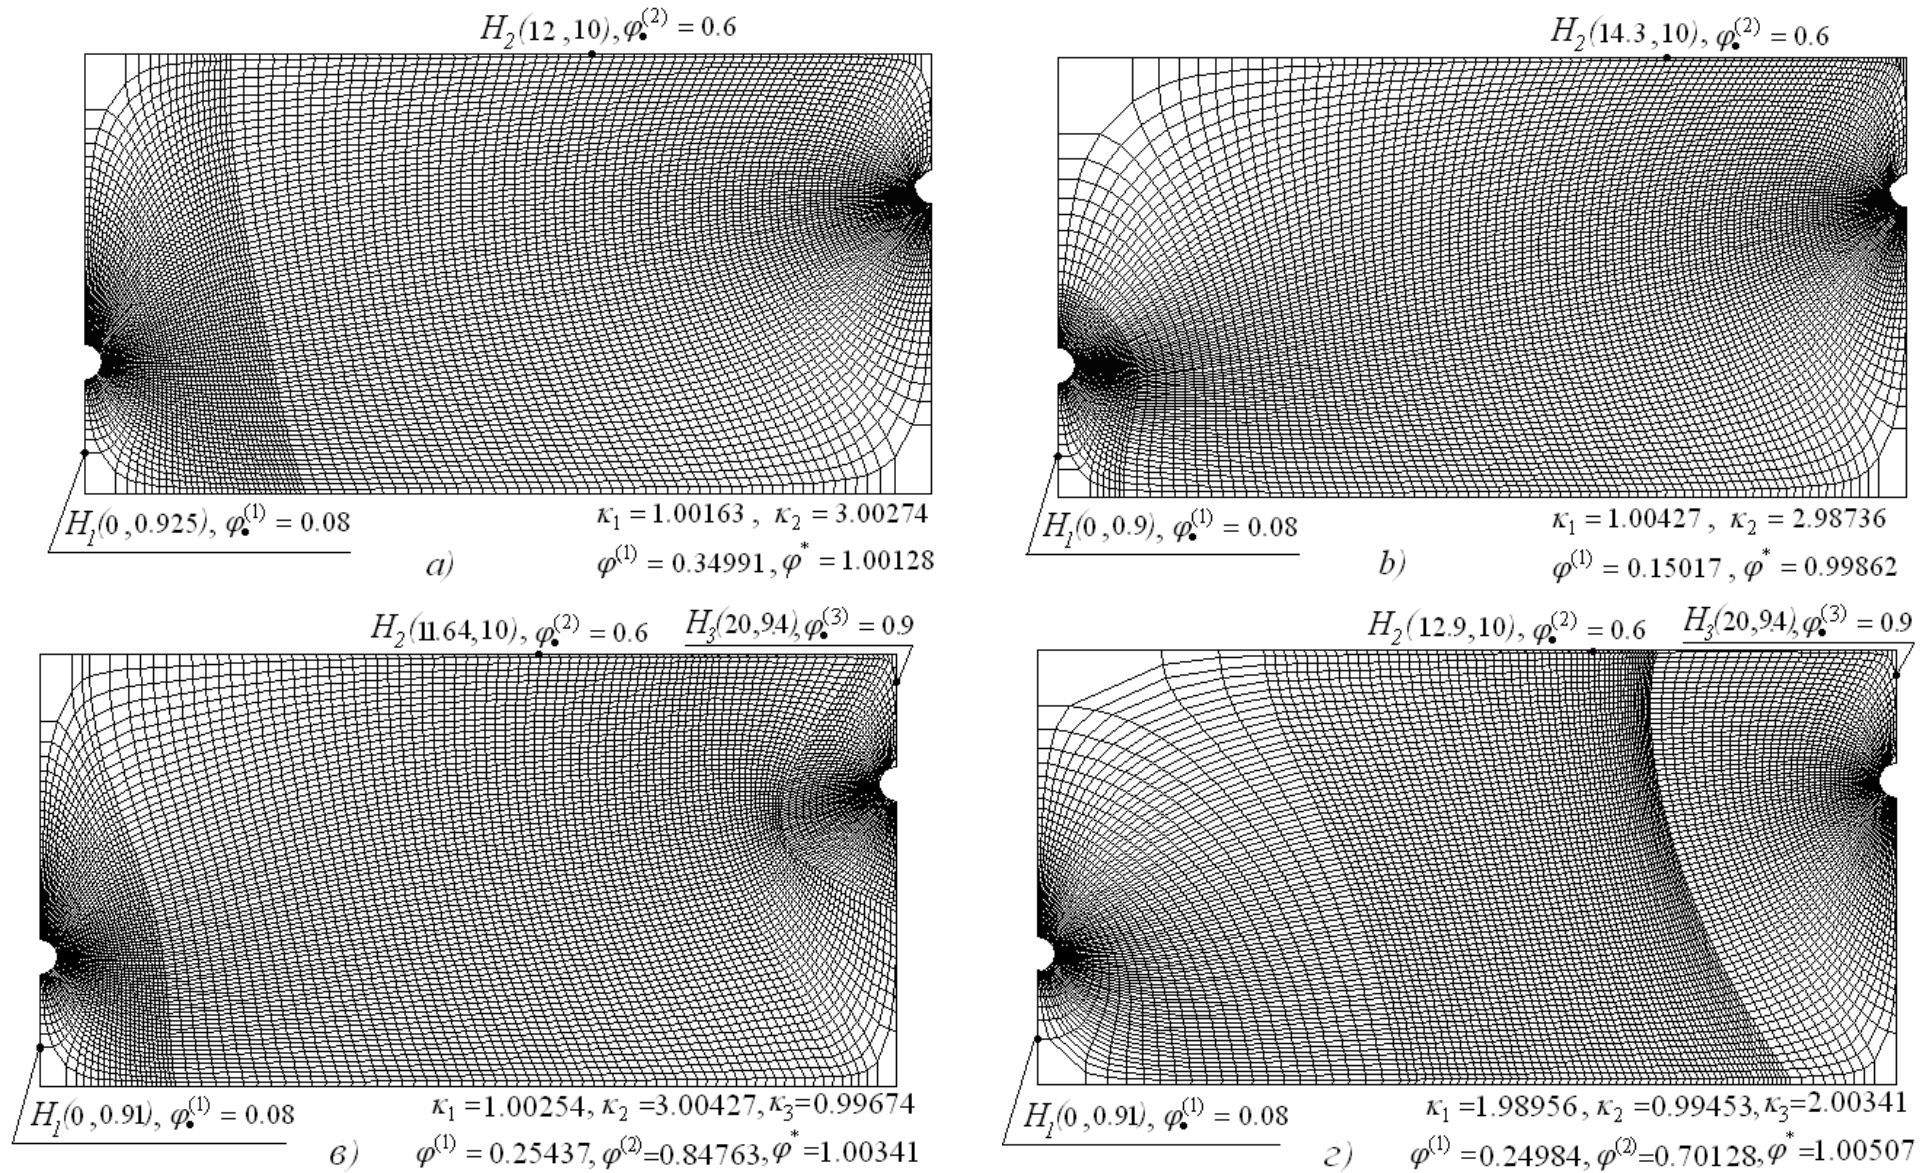 H₂(12 ,10), φ•⁽²⁾ = 0.6
H₁(0 ,0.925), φ•⁽¹⁾ = 0.08
κ₁ = 1.00163 , κ₂ = 3.00274
φ⁽¹⁾ = 0.34991 , φ* = 1.00128
а)
H₂(14.3 ,10), φ•⁽²⁾ = 0.6
H₁(0 ,0.9), φ•⁽¹⁾ = 0.08
κ₁ = 1.00427 , κ₂ = 2.98736
φ⁽¹⁾ = 0.15017 , φ* = 0.99862
b)
H₂(11.64,10), φ•⁽²⁾ = 0.6
H₃(20,9.4), φ•⁽³⁾ = 0.9
H₁(0 ,0.91), φ•⁽¹⁾ = 0.08
κ₁ =1.00254, κ₂ =3.00427, κ₃=0.99674
φ⁽¹⁾ = 0.25437, φ⁽²⁾=0.84763, φ* =1.00341
в)
H₂(12.9,10), φ•⁽²⁾ = 0.6
H₃(20,9.4), φ•⁽³⁾ = 0.9
H₁(0 ,0.91), φ•⁽¹⁾ = 0.08
κ₁ =1.98956, κ₂ =0.99453, κ₃=2.00341
φ⁽¹⁾ = 0.24984, φ⁽²⁾=0.70128, φ* =1.00507
г)